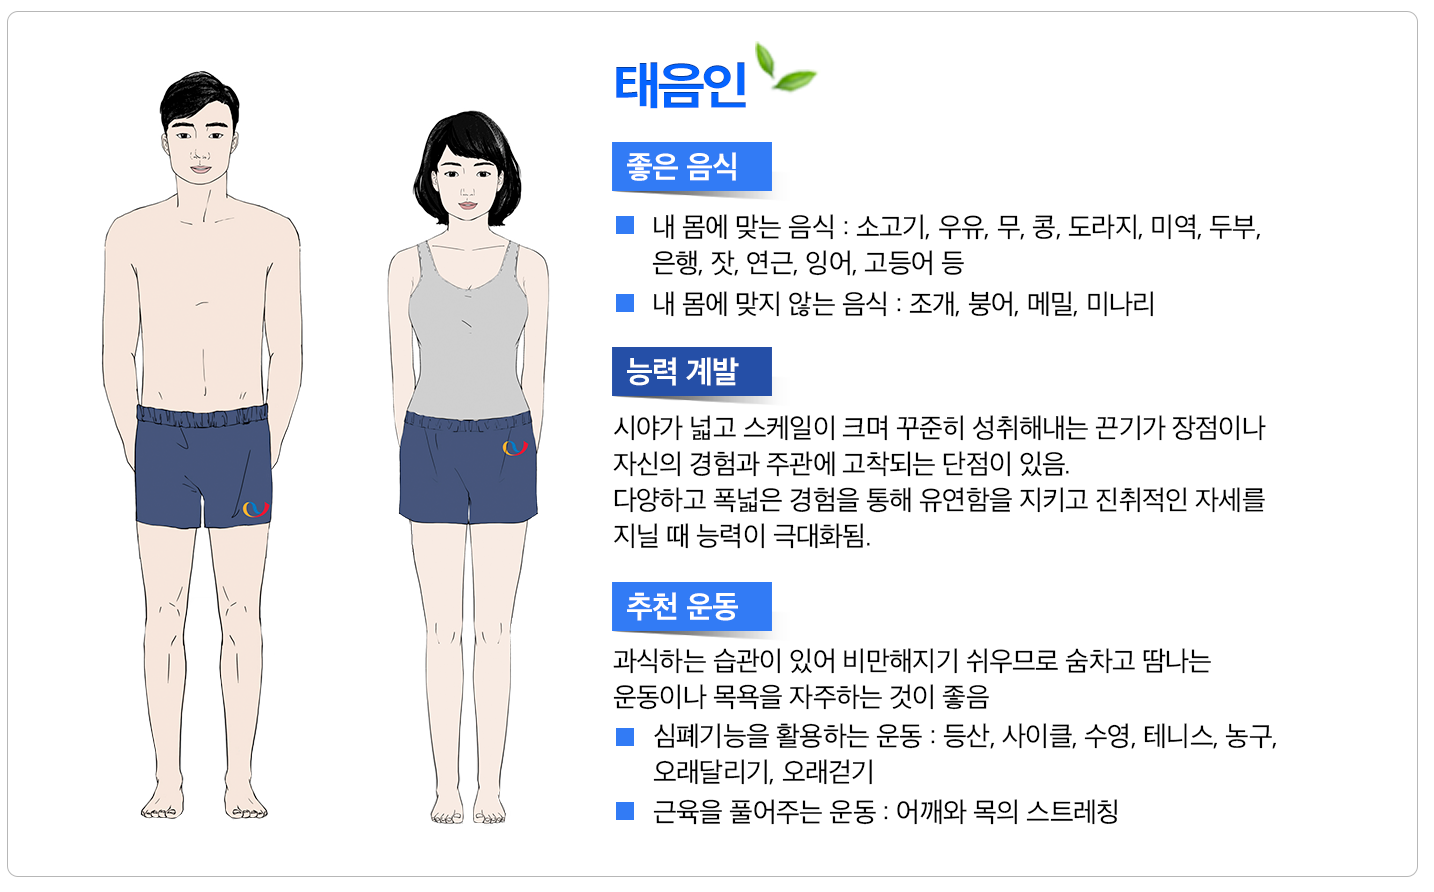 태음인
좋은 음식
내 몸에 맞는 음식 : 소고기, 우유, 무, 콩, 도라지, 미역, 두부,
은행, 잣, 연근, 잉어, 고등어 등
내 몸에 맞지 않는 음식 : 조개, 붕어, 메밀, 미나리
능력 계발
시야가 넓고 스케일이 크며 꾸준히 성취해내는 끈기가 장점이나
자신의 경험과 주관에 고착되는 단점이 있음.
다양하고 폭넓은 경험을 통해 유연함을 지키고 진취적인 자세를
지닐 때 능력이 극대화됨.
추천 운동
과식하는 습관이 있어 비만해지기 쉬우므로 숨차고 땀나는
운동이나 목욕을 자주하는 것이 좋음
심폐기능을 활용하는 운동 : 등산, 사이클, 수영, 테니스, 농구,
오래달리기, 오래걷기
근육을 풀어주는 운동 : 어깨와 목의 스트레칭